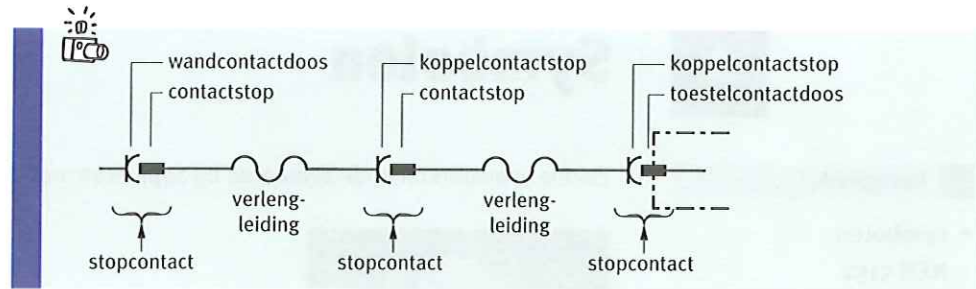 wandcontactdoos
contactstop
koppelcontactstop
contactstop
koppelcontactstop
toestelcontactdoos
verleng-
leiding
verleng-
leiding
stopcontact
stopcontact
stopcontact